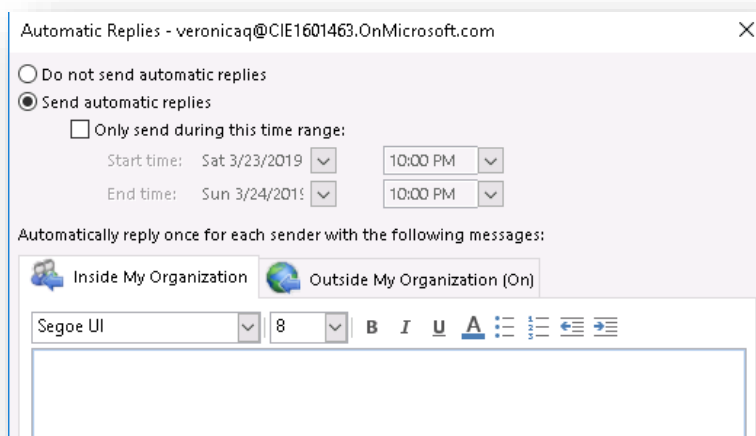 Automatic Replies - veronicaq@CIE1601463.OnMicrosoft.com
Do not send automatic replies
Send automatic replies
Only send during this time range:
Start time: Sat 3/23/2019 10:00 PM
End time: Sun 3/24/2019 10:00 PM
Automatically reply once for each sender with the following messages:
Inside My Organization Outside My Organization (On)
Segoe UI 8 B I U A